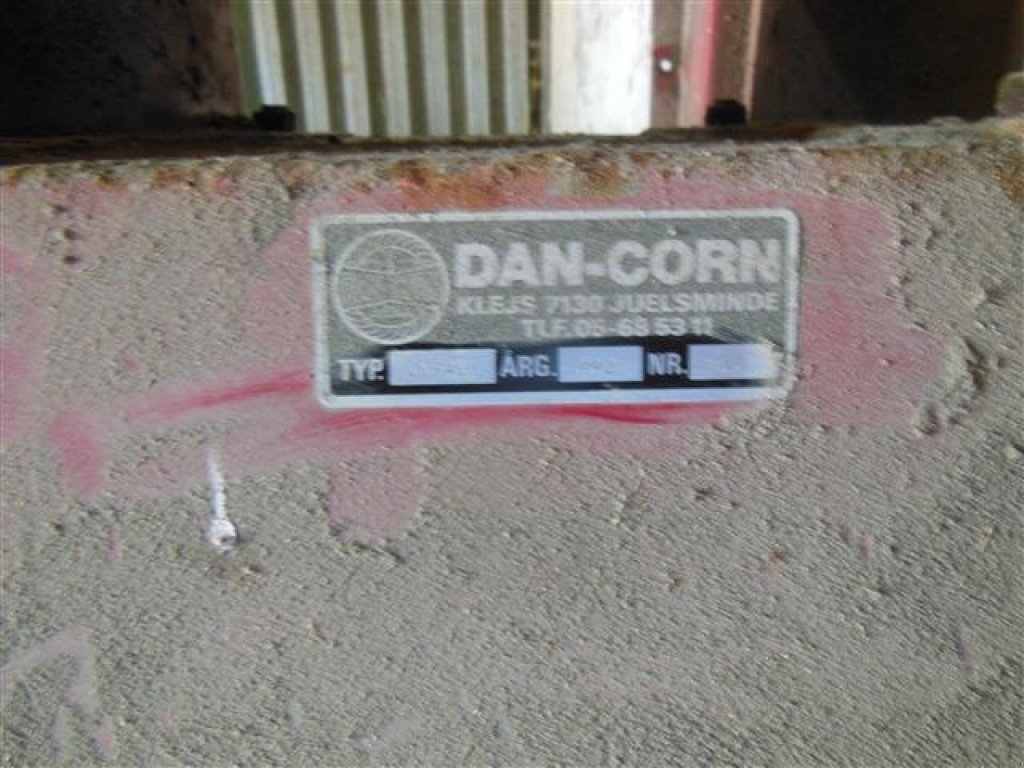 DAN-CORN
KLEJS 7130 JUELSMINDE
TLF. 05-68 53 11
TYP. ÅRG. NR.